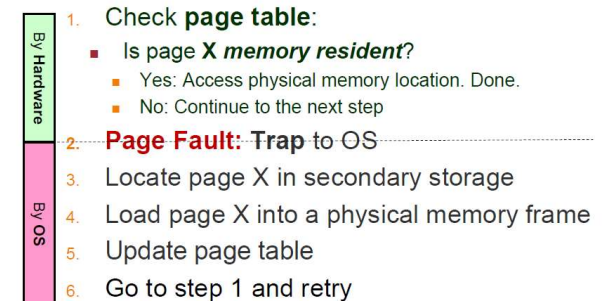 By Hardware
1. Check page table:
Is page X memory resident?
Yes: Access physical memory location. Done.
No: Continue to the next step
2. Page Fault: Trap to OS
By OS
3. Locate page X in secondary storage
4. Load page X into a physical memory frame
5. Update page table
6. Go to step 1 and retry